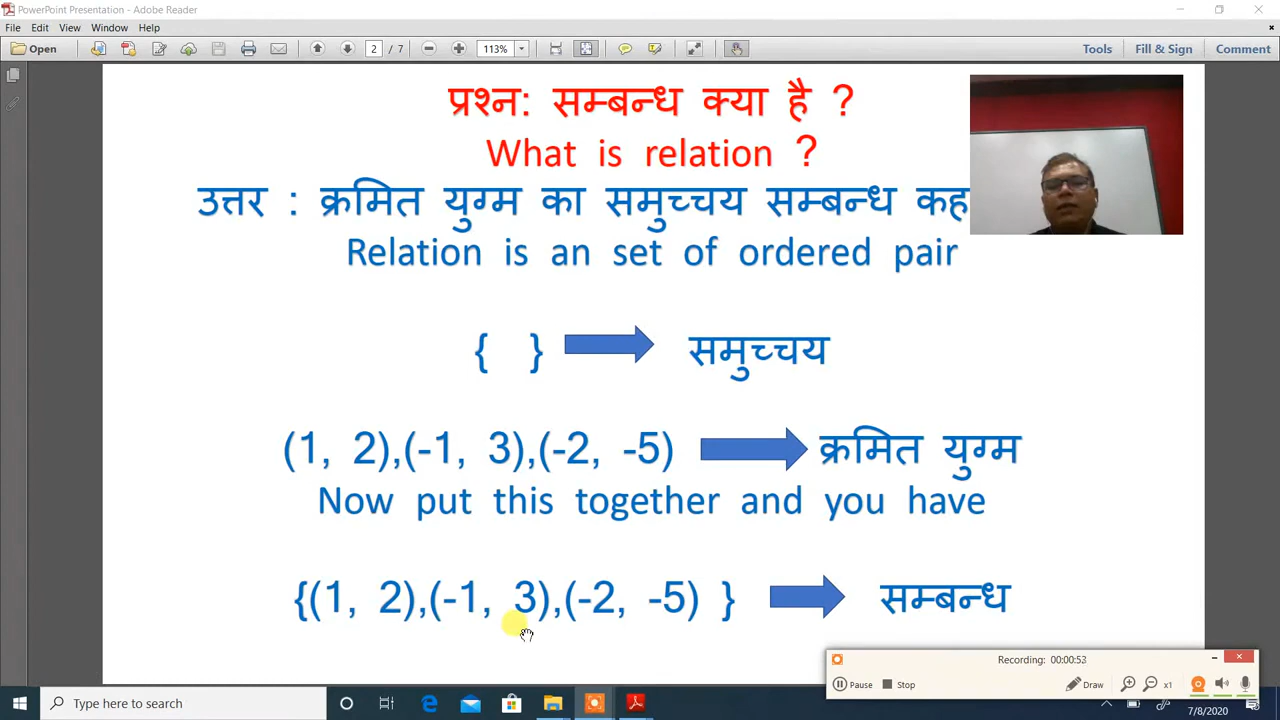 PowerPoint Presentation - Adobe Reader
File Edit View Window Help
Open 2 / 7 113% Tools Fill & Sign Comment
प्रश्न: सम्बन्ध क्या है ?
What is relation ?
उत्तर : क्रमित युग्म का समुच्चय सम्बन्ध कह
Relation is an set of ordered pair
{ } समुच्चय
(1, 2),(-1, 3),(-2, -5) क्रमित युग्म
Now put this together and you have
{(1, 2),(-1, 3),(-2, -5) } सम्बन्ध
Recording: 00:00:53
Pause Stop Draw x1
Type here to search
7/8/2020